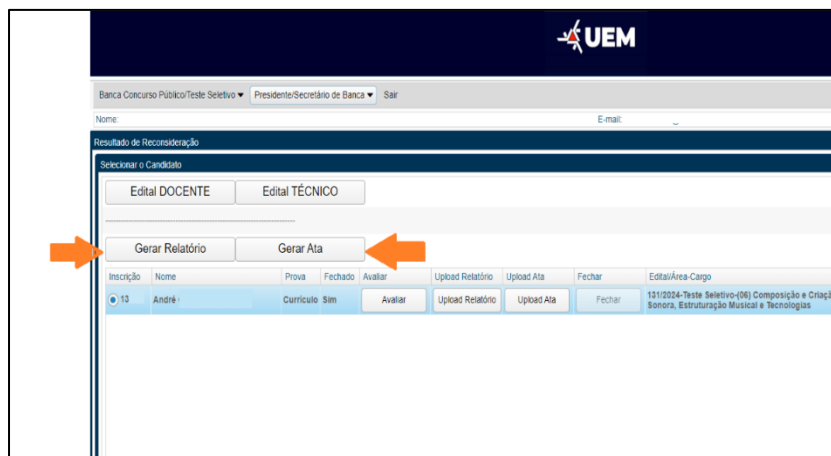 UEM
Banca Concurso Público/Teste Seletivo Presidente/Secretário de Banca Sair
Nome: E-mail:
Resultado de Reconsideração
Selecionar o Candidato
Edital DOCENTE Edital TÉCNICO
Gerar Relatório Gerar Ata
Inscrição Nome Prova Fechado Avaliar Upload Relatório Upload Ata Fechar Edital/Área-Cargo
13 André Currículo Sim Avaliar Upload Relatório Upload Ata Fechar 131/2024-Teste Seletivo-(06) Composição e Criaçã
Sonora, Estruturação Musical e Tecnologias